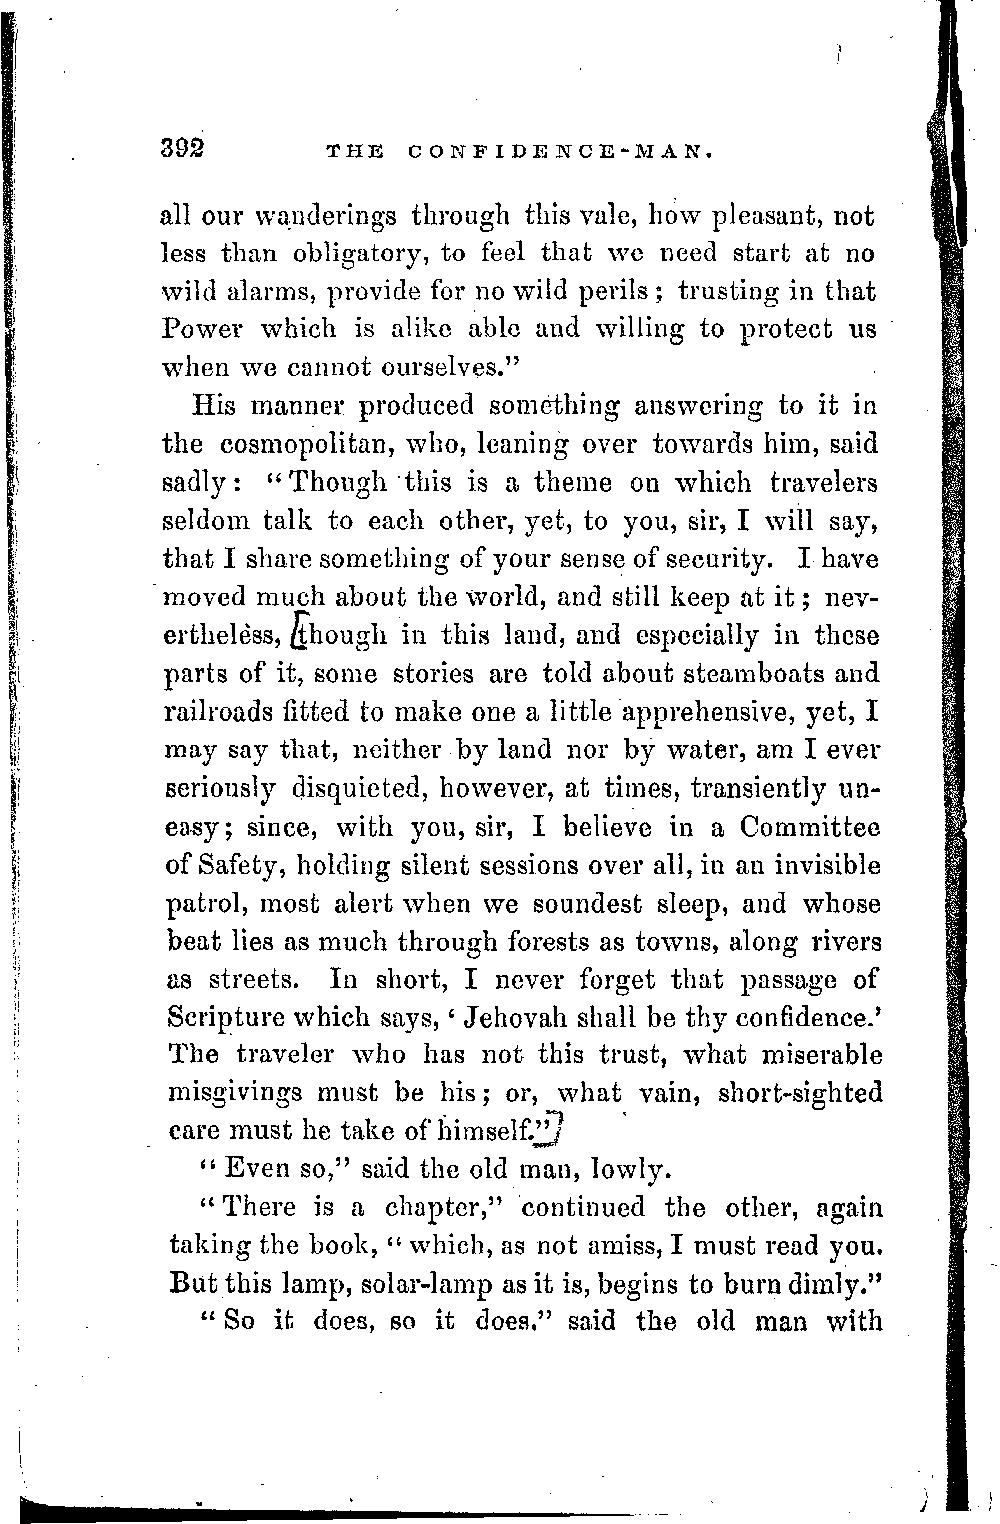 392 THE CONFIDENCE-MAN.
all our wanderings through this vale, how pleasant, not
less than obligatory, to feel that we need start at no
wild alarms, provide for no wild perils; trusting in that
Power which is alike able and willing to protect us
when we cannot ourselves."
His manner produced something answering to it in
the cosmopolitan, who, leaning over towards him, said
sadly: "Though this is a theme on which travelers
seldom talk to each other, yet, to you, sir, I will say,
that I share something of your sense of security. I have
moved much about the world, and still keep at it; nev-
ertheless, [though in this land, and especially in these
parts of it, some stories are told about steamboats and
railroads fitted to make one a little apprehensive, yet, I
may say that, neither by land nor by water, am I ever
seriously disquieted, however, at times, transiently un-
easy; since, with you, sir, I believe in a Committee
of Safety, holding silent sessions over all, in an invisible
patrol, most alert when we soundest sleep, and whose
beat lies as much through forests as towns, along rivers
as streets. In short, I never forget that passage of
Scripture which says, 'Jehovah shall be thy confidence.'
The traveler who has not this trust, what miserable
misgivings must be his; or, what vain, short-sighted
care must he take of himself."]
"Even so," said the old man, lowly.
"There is a chapter," continued the other, again
taking the book, "which, as not amiss, I must read you.
But this lamp, solar-lamp as it is, begins to burn dimly."
"So it does, so it does," said the old man with